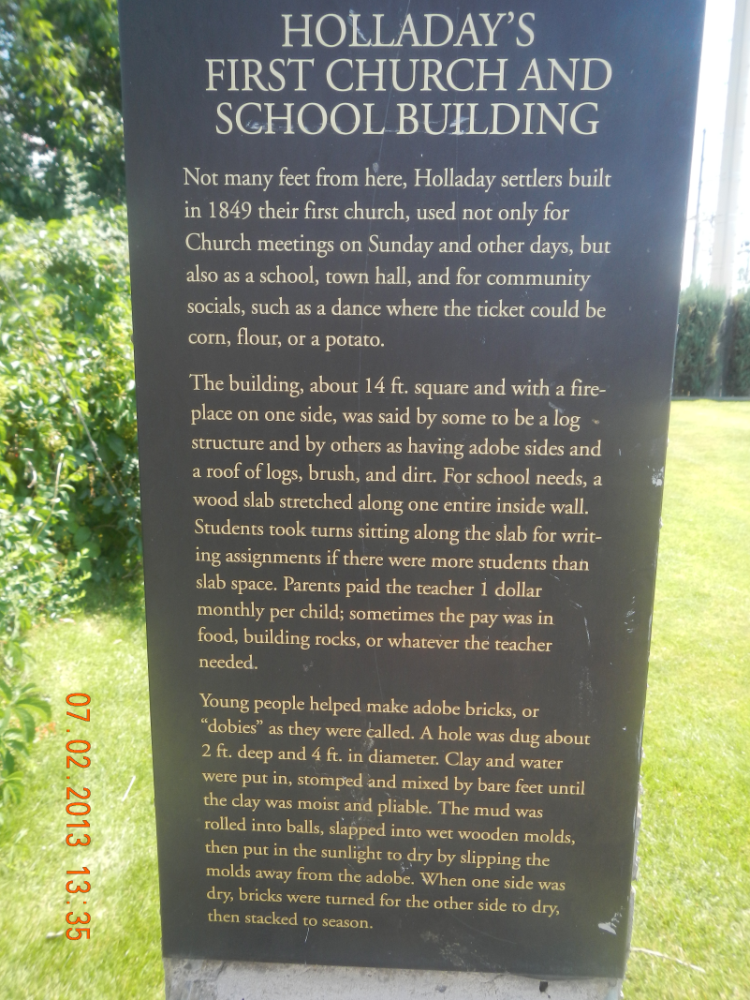 HOLLADAY'S
FIRST CHURCH AND
SCHOOL BUILDING
Not many feet from here, Holladay settlers built
in 1849 their first church, used not only for
Church meetings on Sunday and other days, but
also as a school, town hall, and for community
socials, such as a dance where the ticket could be
corn, flour, or a potato.
The building, about 14 ft. square and with a fire-
place on one side, was said by some to be a log
structure and by others as having adobe sides and
a roof of logs, brush, and dirt. For school needs, a
wood slab stretched along one entire inside wall.
Students took turns sitting along the slab for writ-
ing assignments if there were more students than
slab space. Parents paid the teacher 1 dollar
monthly per child; sometimes the pay was in
food, building rocks, or whatever the teacher
needed.
Young people helped make adobe bricks, or
“dobies” as they were called. A hole was dug about
2 ft. deep and 4 ft. in diameter. Clay and water
were put in, stomped and mixed by bare feet until
the clay was moist and pliable. The mud was
rolled into balls, slapped into wet wooden molds,
then put in the sunlight to dry by slipping the
molds away from the adobe. When one side was
dry, bricks were turned for the other side to dry,
then stacked to season.
07.02.2013 13:35